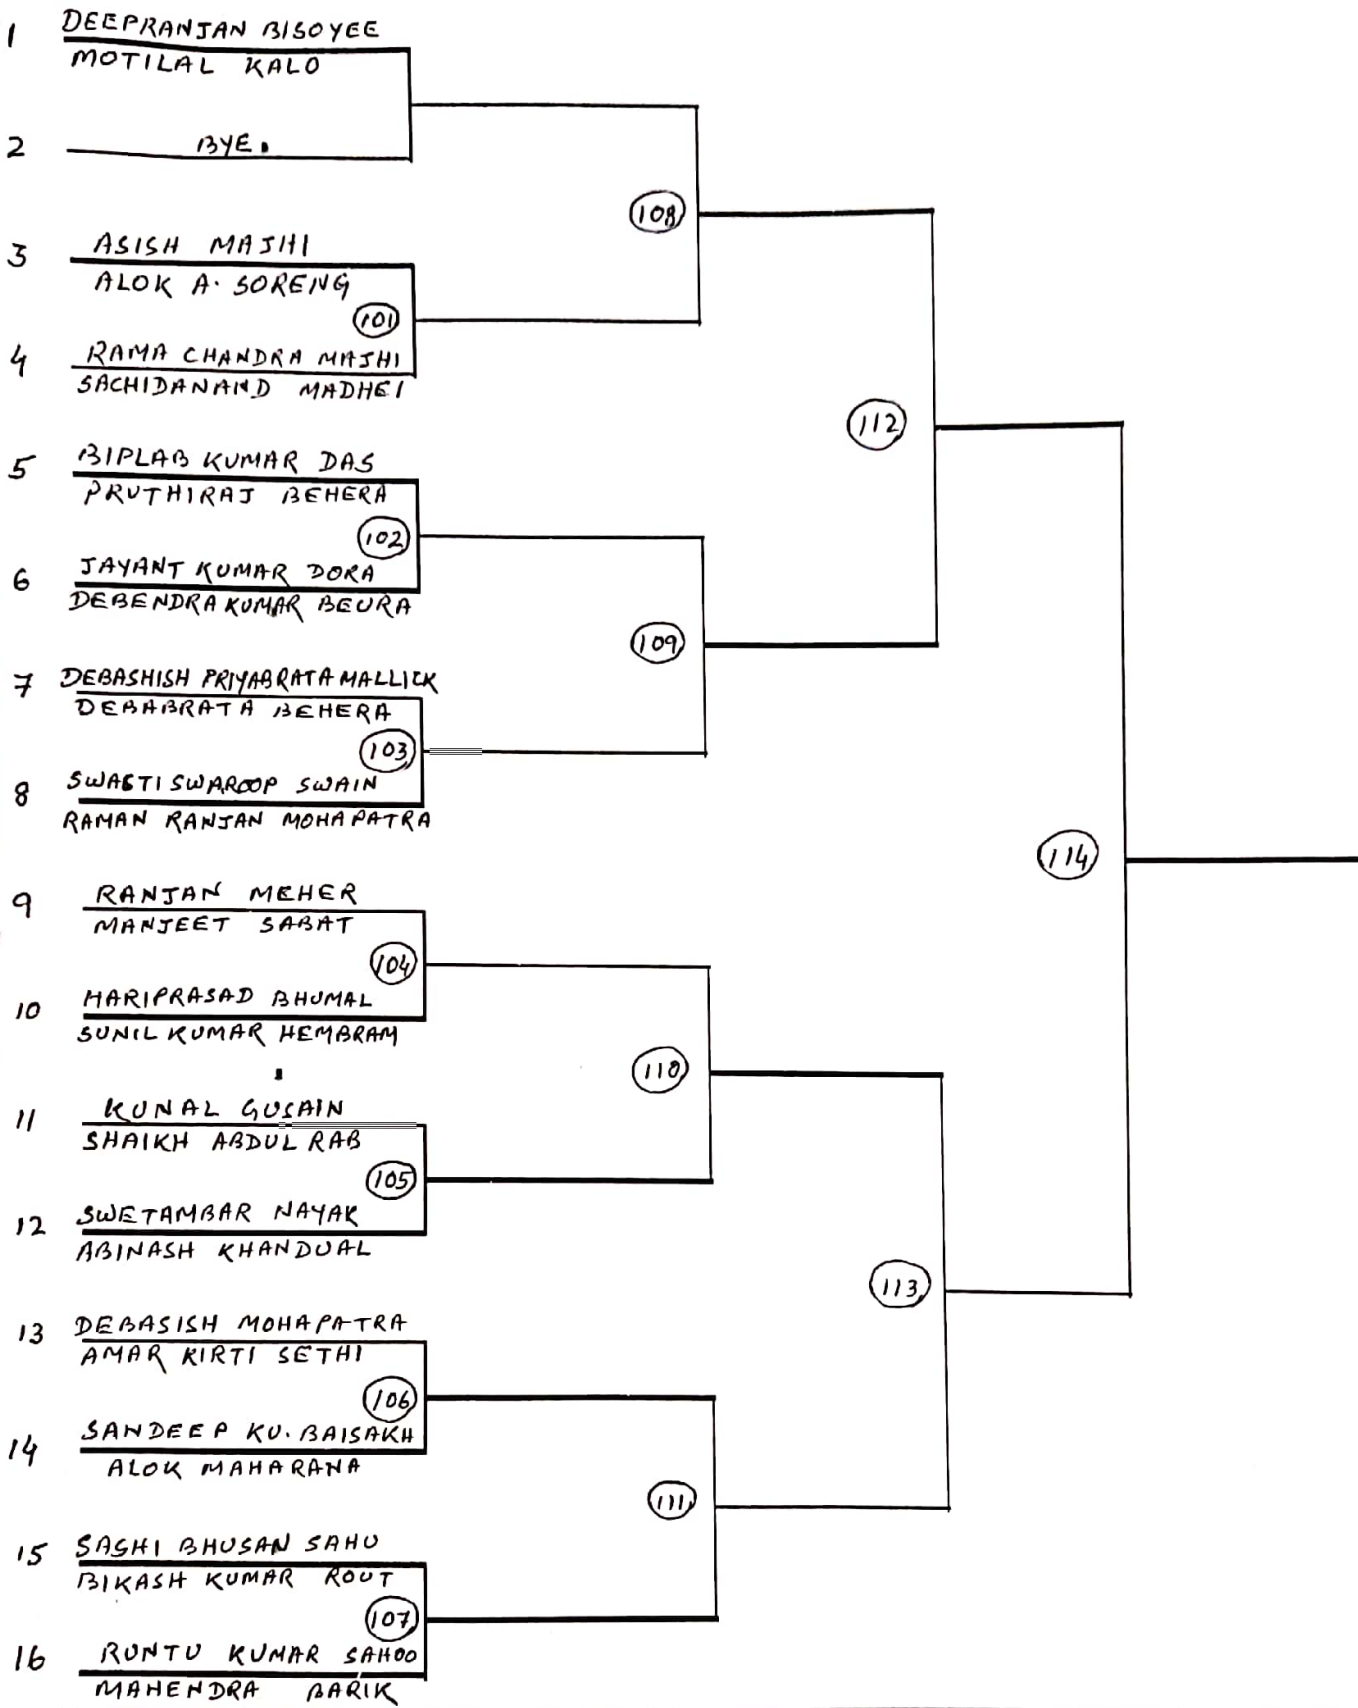 1 DEEPRANJAN BISOYEE
MOTILAL KALO
2 BYE.
108
3 ASISH MAJHI
ALOK A. SORENG
101
4 RAMA CHANDRA MAJHI
SACHIDANAND MADHEI
112
5 BIPLAB KUMAR DAS
PRUTHIRAJ BEHERA
102
6 JAYANT KUMAR DORA
DEBENDRA KUMAR BEURA
109
7 DEBASHISH PRIYABRATA MALLICK
DEBABRATA BEHERA
103
8 SWASTI SWAROOP SWAIN
RAMAN RANJAN MOHAPATRA
114
9 RANJAN MEHER
MANJEET SABAT
104
10 HARIPRASAD BHUMAL
SUNIL KUMAR HEMBRAM
110
11 KUNAL GUSAIN
SHAIKH ABDUL RAB
105
12 SWETAMBAR NAYAK
ABINASH KHANDUAL
113
13 DEBASISH MOHAPATRA
AMAR KIRTI SETHI
106
14 SANDEEP KU. BAISAKH
ALOK MAHARANA
111
15 SASHI BHUSAN SAHU
BIKASH KUMAR ROUT
107
16 RUNTU KUMAR SAHOO
MAHENDRA BARIK